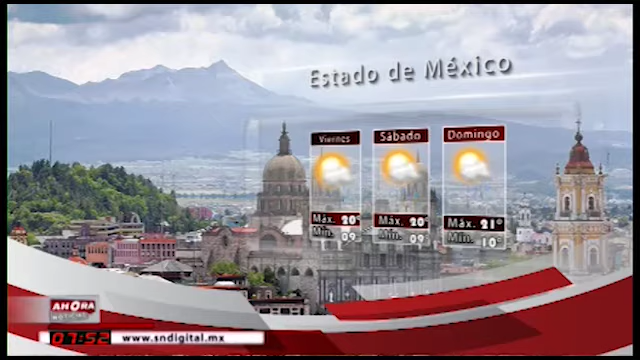 Estado de México
Viernes
Máx. 20°
Mín. 09°
Sábado
Máx. 20°
Mín. 09°
Domingo
Máx. 21°
Mín. 10°
AHORA
NOTICIAS
07:52
www.sndigital.mx